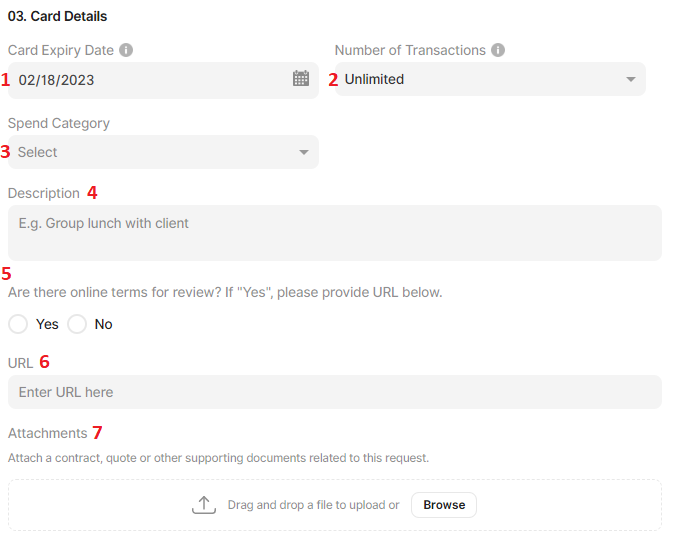 03. Card Details
Card Expiry Date Number of Transactions
1 02/18/2023 2 Unlimited
Spend Category
3 Select
Description 4
E.g. Group lunch with client
5
Are there online terms for review? If "Yes", please provide URL below.
Yes No
URL 6
Enter URL here
Attachments 7
Attach a contract, quote or other supporting documents related to this request.
Drag and drop a file to upload or Browse